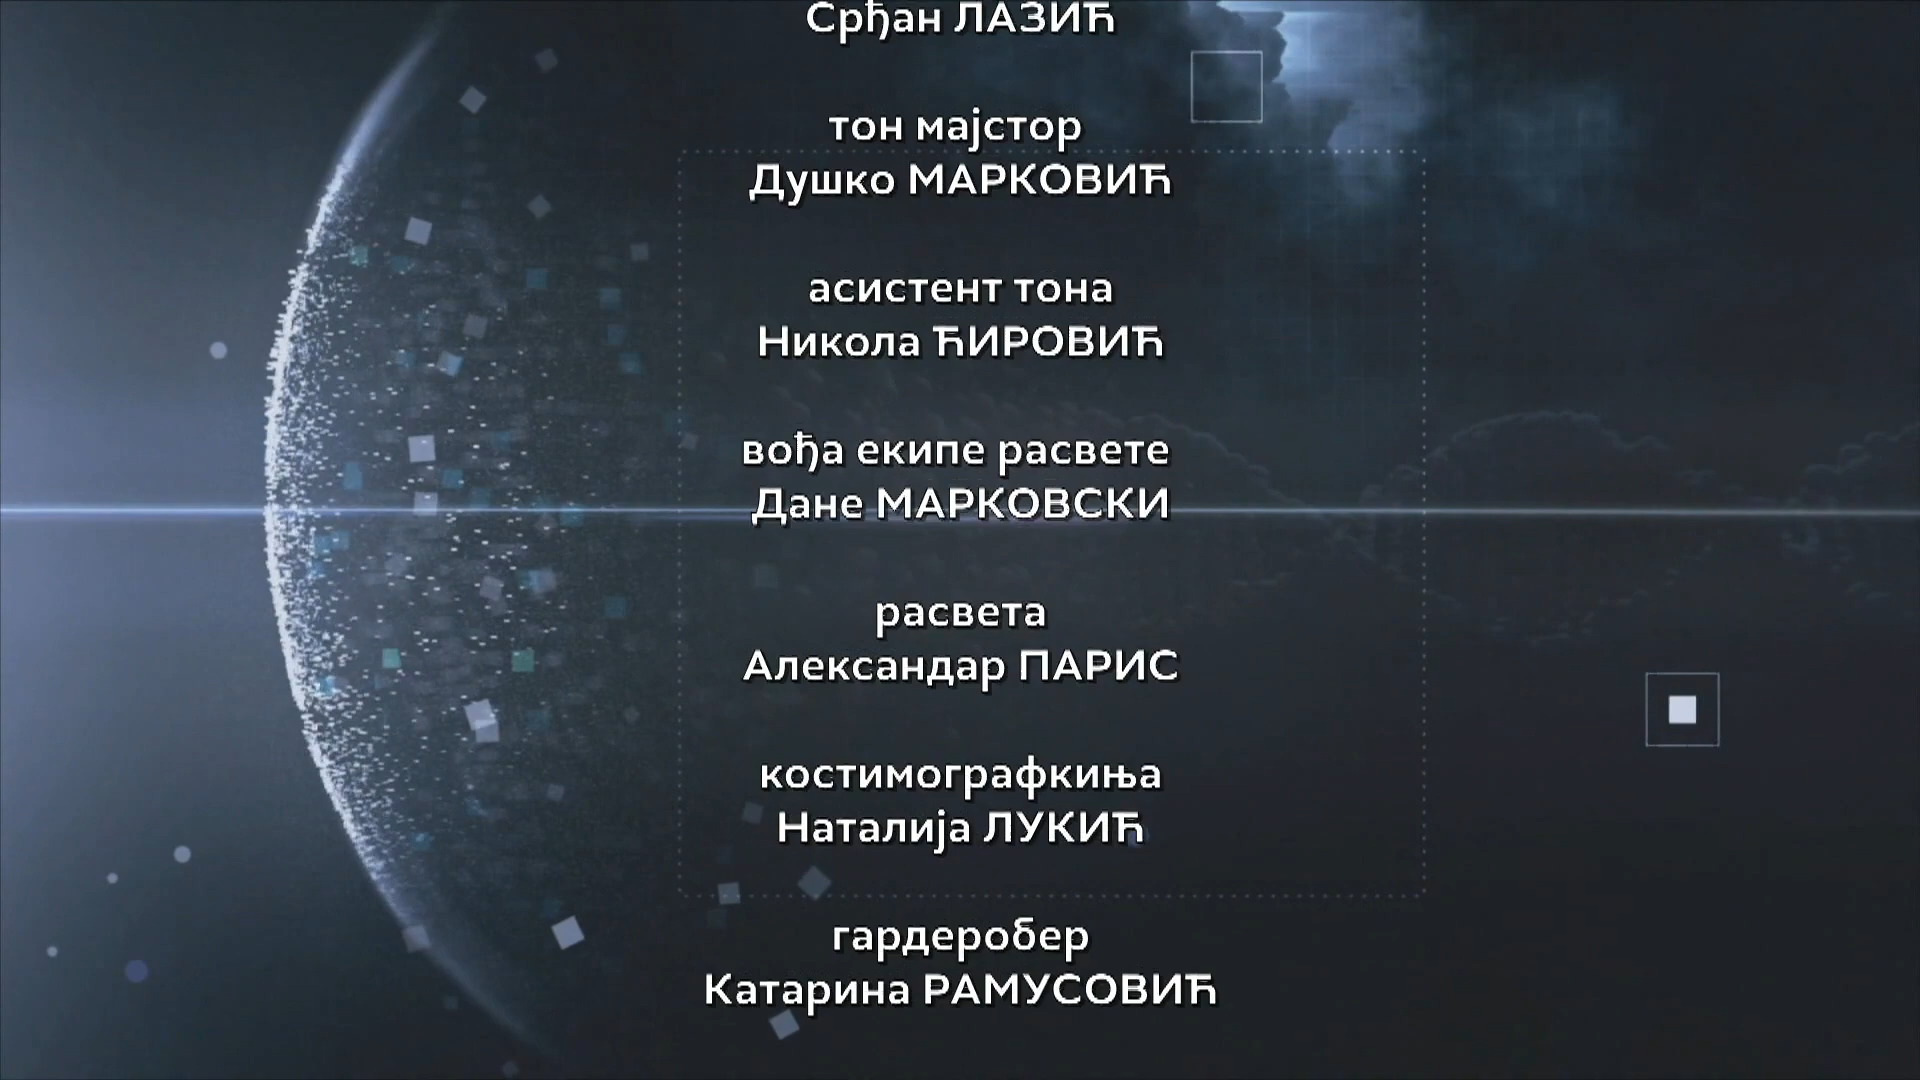 Срђан ЛАЗИЋ
тон мајстор
Душко МАРКОВИЋ
асистент тона
Никола ЋИРОВИЋ
вођа екипе расвете
Дане МАРКОВСКИ
расвета
Александар ПАРИС
костимографкиња
Наталија ЛУКИЋ
гардеробер
Катарина РАМУСОВИЋ